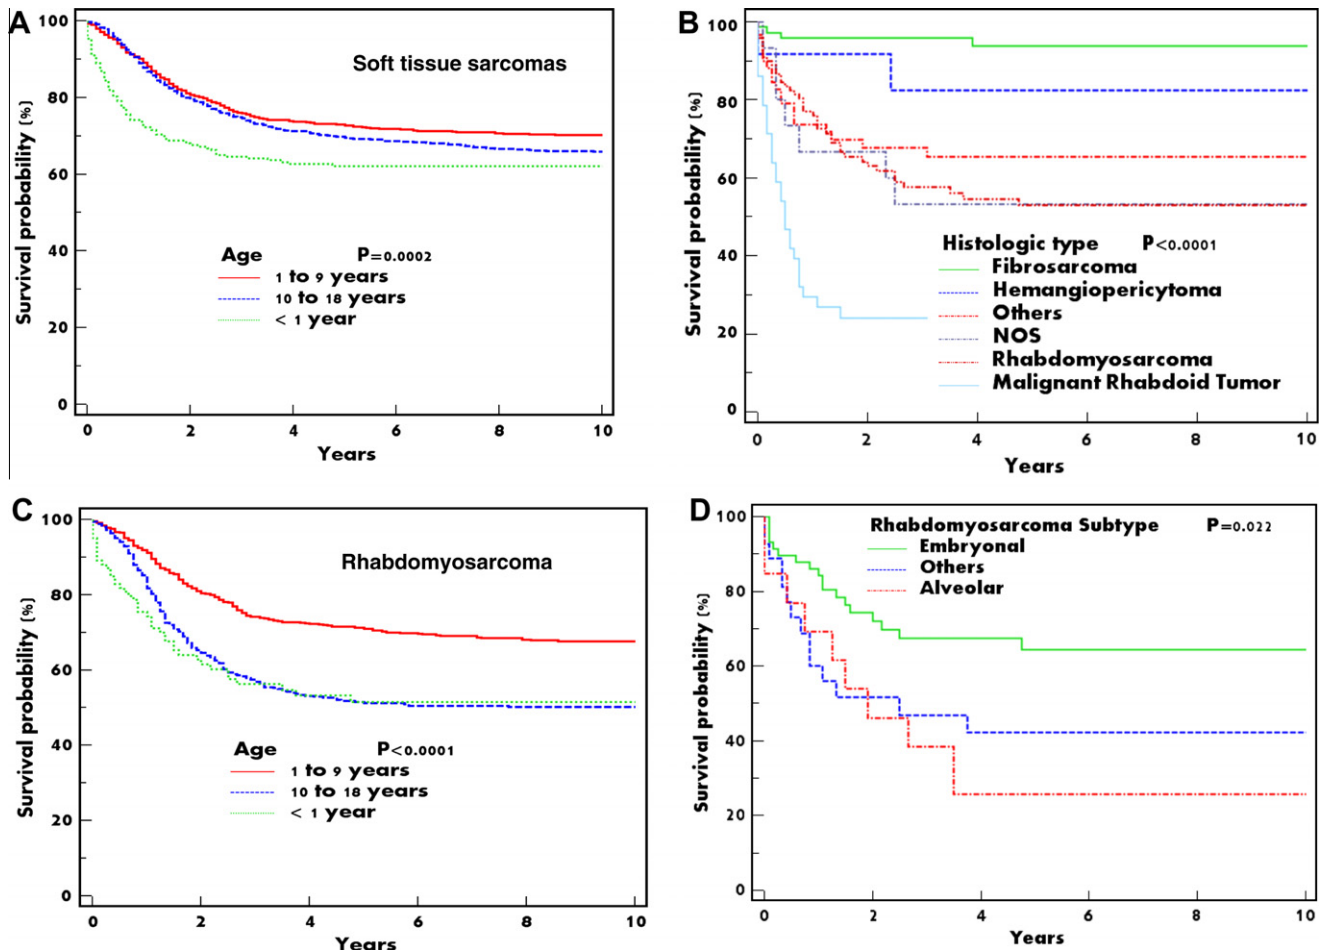 A
Soft tissue sarcomas
Survival probability (%)
100
80
60
40
20
0
Age P=0.0002
1 to 9 years
10 to 18 years
< 1 year
0 2 4 6 8 10
Years
B
Survival probability (%)
100
80
60
40
20
0
Histologic type P<0.0001
Fibrosarcoma
Hemangiopericytoma
Others
NOS
Rhabdomyosarcoma
Malignant Rhabdoid Tumor
0 2 4 6 8 10
Years
C
Rhabdomyosarcoma
Survival probability (%)
100
80
60
40
20
0
Age P<0.0001
1 to 9 years
10 to 18 years
< 1 year
0 2 4 6 8 10
Years
D
Rhabdomyosarcoma Subtype P=0.022
Embryonal
Others
Alveolar
Survival probability (%)
100
80
60
40
20
0
0 2 4 6 8 10
Years